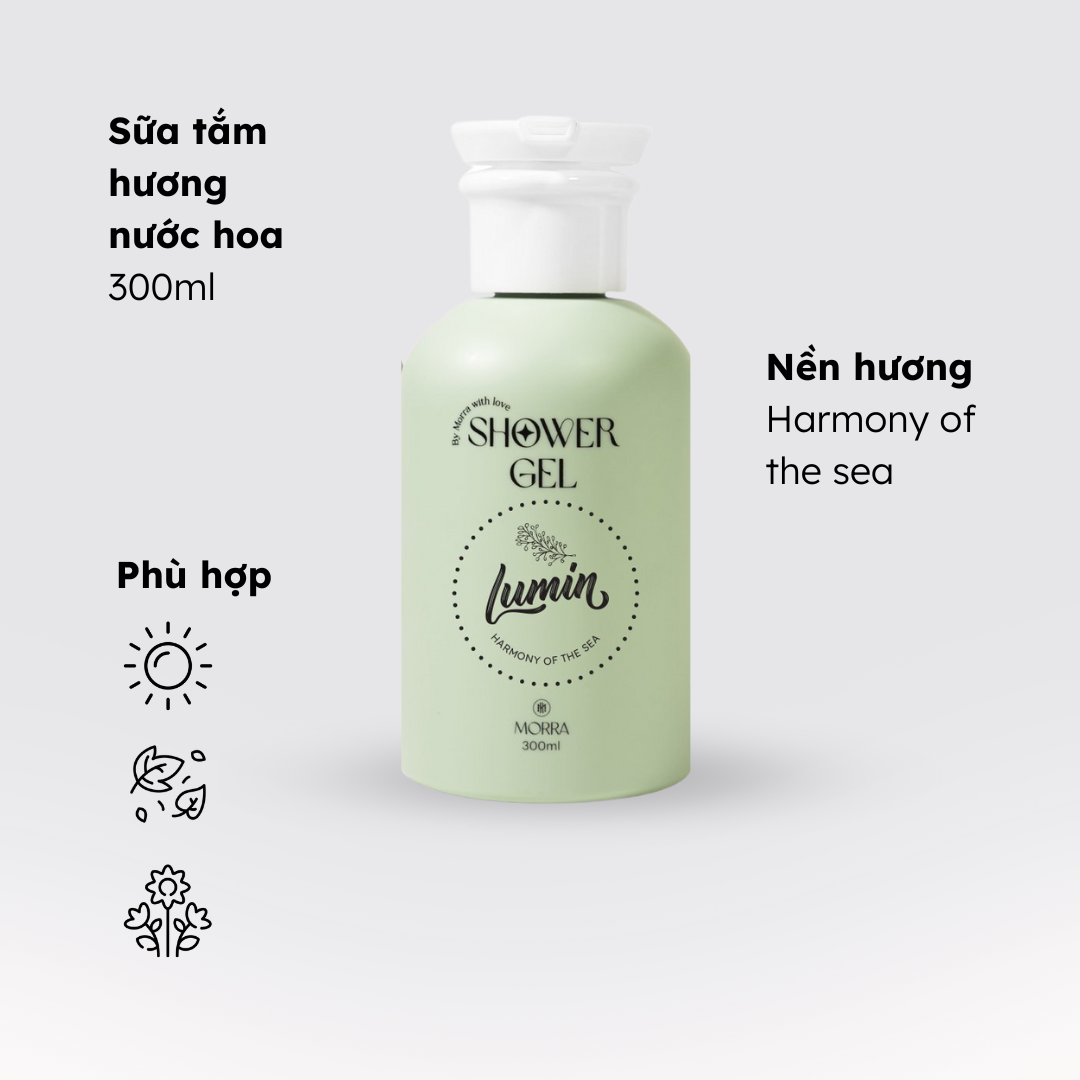 Sữa tắm
hương
nước hoa
300ml
Nền hương
Harmony of
the sea
Phù hợp
By Morra with love
SHOWER
GEL
Lumin
HARMONY OF THE SEA
MORRA
300ml